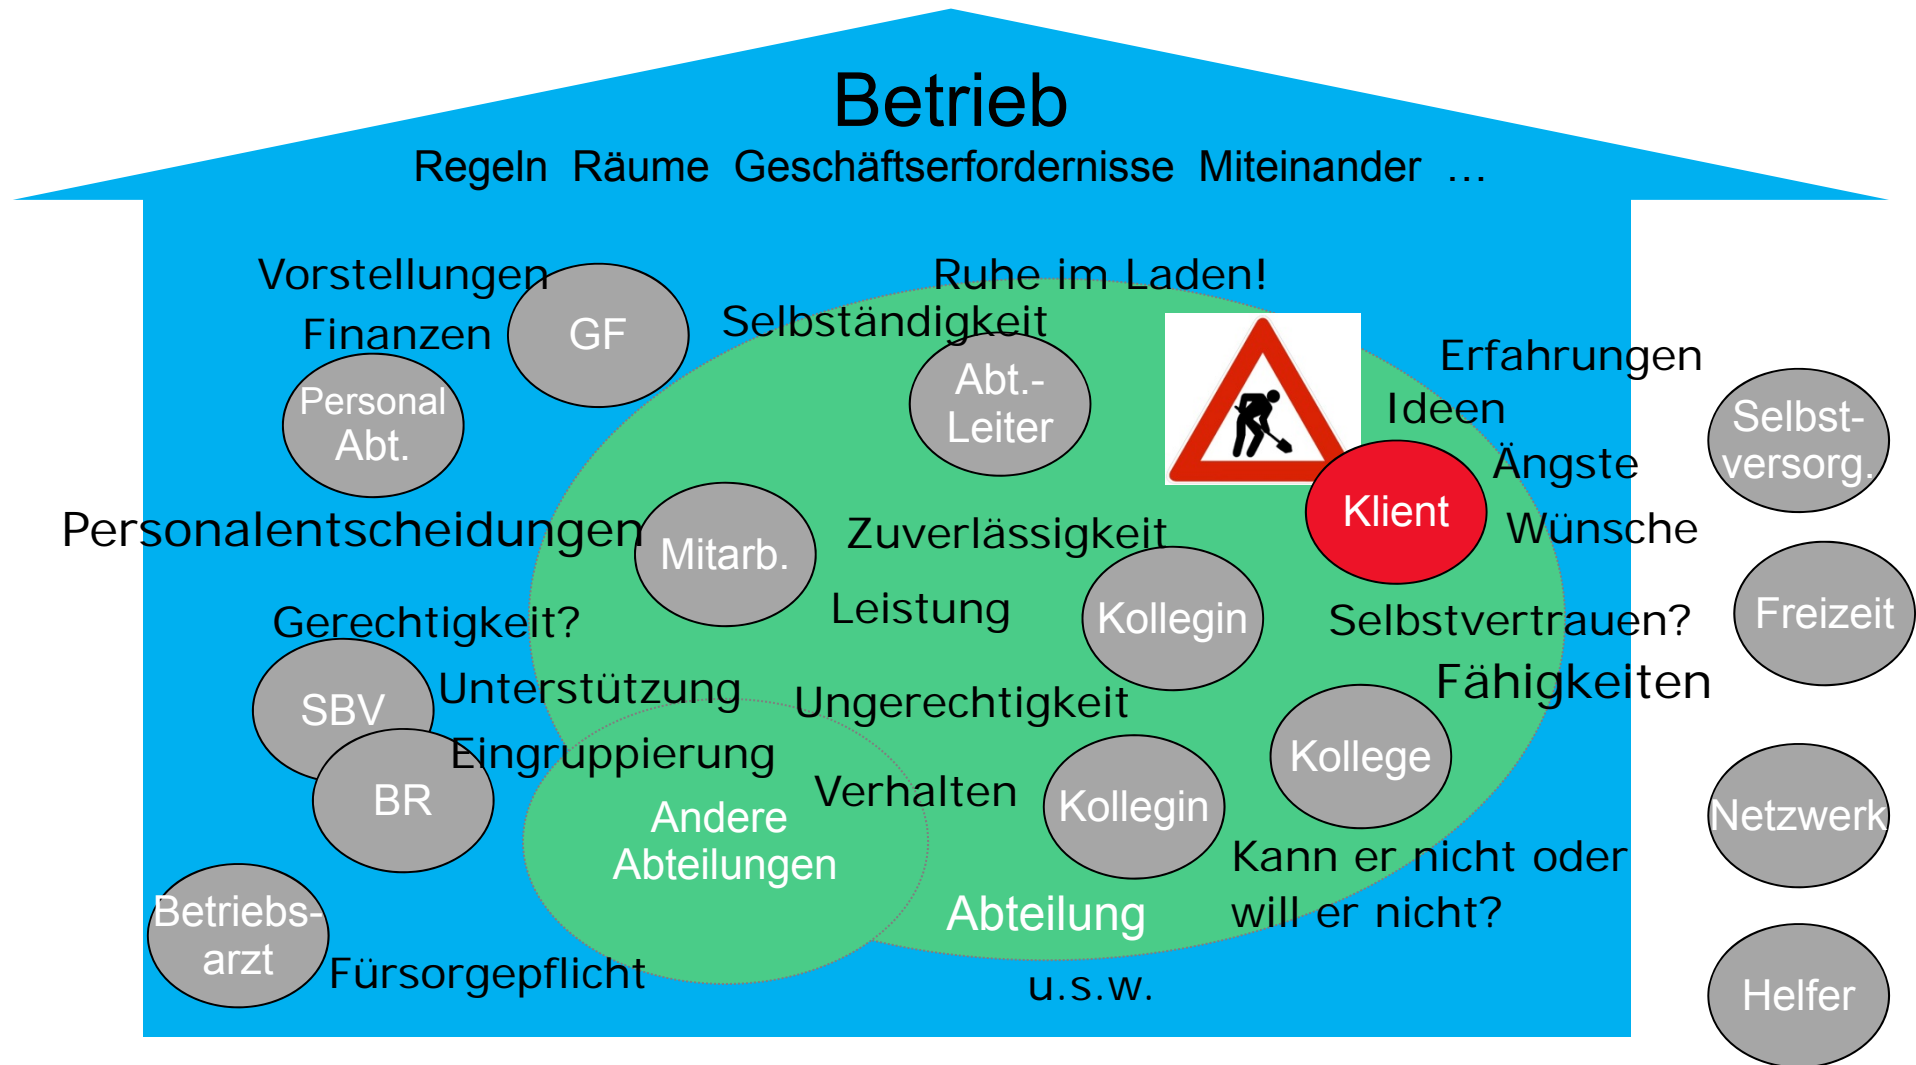 Betrieb
Regeln Räume Geschäftserfordernisse Miteinander ...
Vorstellungen
Ruhe im Laden!
Finanzen
GF
Selbständigkeit
Erfahrungen
Personal
Abt.
Abt.-
Leiter
Ideen
Selbst-
versorg.
Ängste
Klient
Wünsche
Personalentscheidungen
Mitarb.
Zuverlässigkeit
Leistung
Kollegin
Selbstvertrauen?
Freizeit
Gerechtigkeit?
SBV
Unterstützung
Ungerechtigkeit
Fähigkeiten
Eingruppierung
Kollege
BR
Verhalten
Kollegin
Netzwerk
Andere
Abteilungen
Kann er nicht oder
will er nicht?
Abteilung
Betriebs-
arzt
Fürsorgepflicht
u.s.w.
Helfer